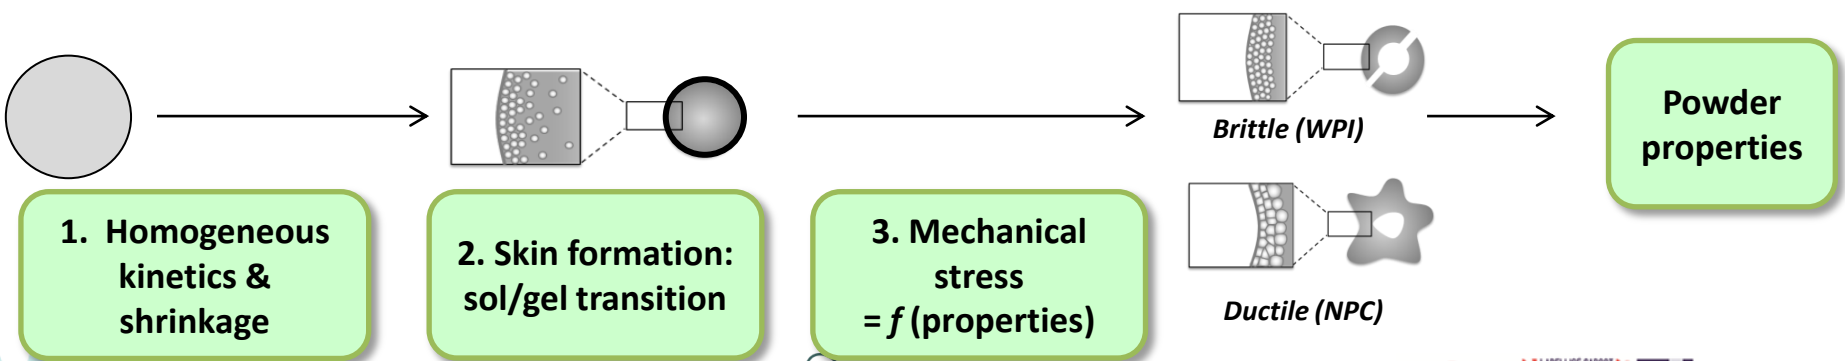 1. Homogeneous
kinetics &
shrinkage
2. Skin formation:
sol/gel transition
3. Mechanical
stress
= f (properties)
Brittle (WPI)
Ductile (NPC)
Powder
properties